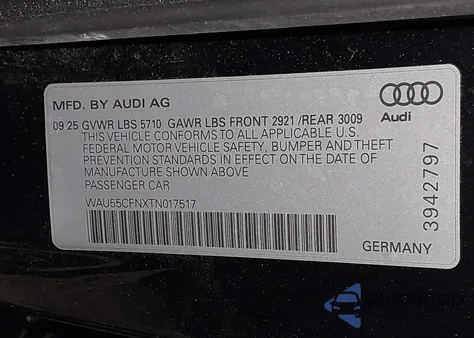 MFD. BY AUDI AG
09 25 GVWR LBS 5710 GAWR LBS FRONT 2921 /REAR 3009
THIS VEHICLE CONFORMS TO ALL APPLICABLE U.S.
FEDERAL MOTOR VEHICLE SAFETY, BUMPER AND THEFT
PREVENTION STANDARDS IN EFFECT ON THE DATE OF
MANUFACTURE SHOWN ABOVE
PASSENGER CAR
WAU55CFNXTN017517
Audi
3942797
GERMANY